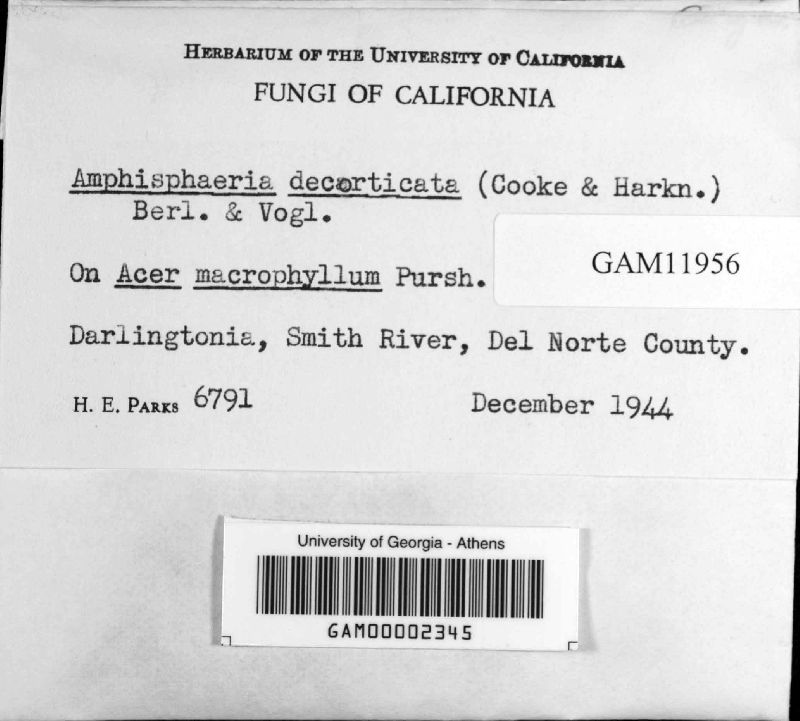 HERBARIUM OF THE UNIVERSITY OF CALIFORNIA
FUNGI OF CALIFORNIA
Amphisphaeria decorticata (Cooke & Harkn.)
Berl. & Vogl.
GAM11956
On Acer macrophyllum Pursh.
Darlingtonia, Smith River, Del Norte County.
H. E. PARKS 6791 December 1944
University of Georgia - Athens
GAM00002345